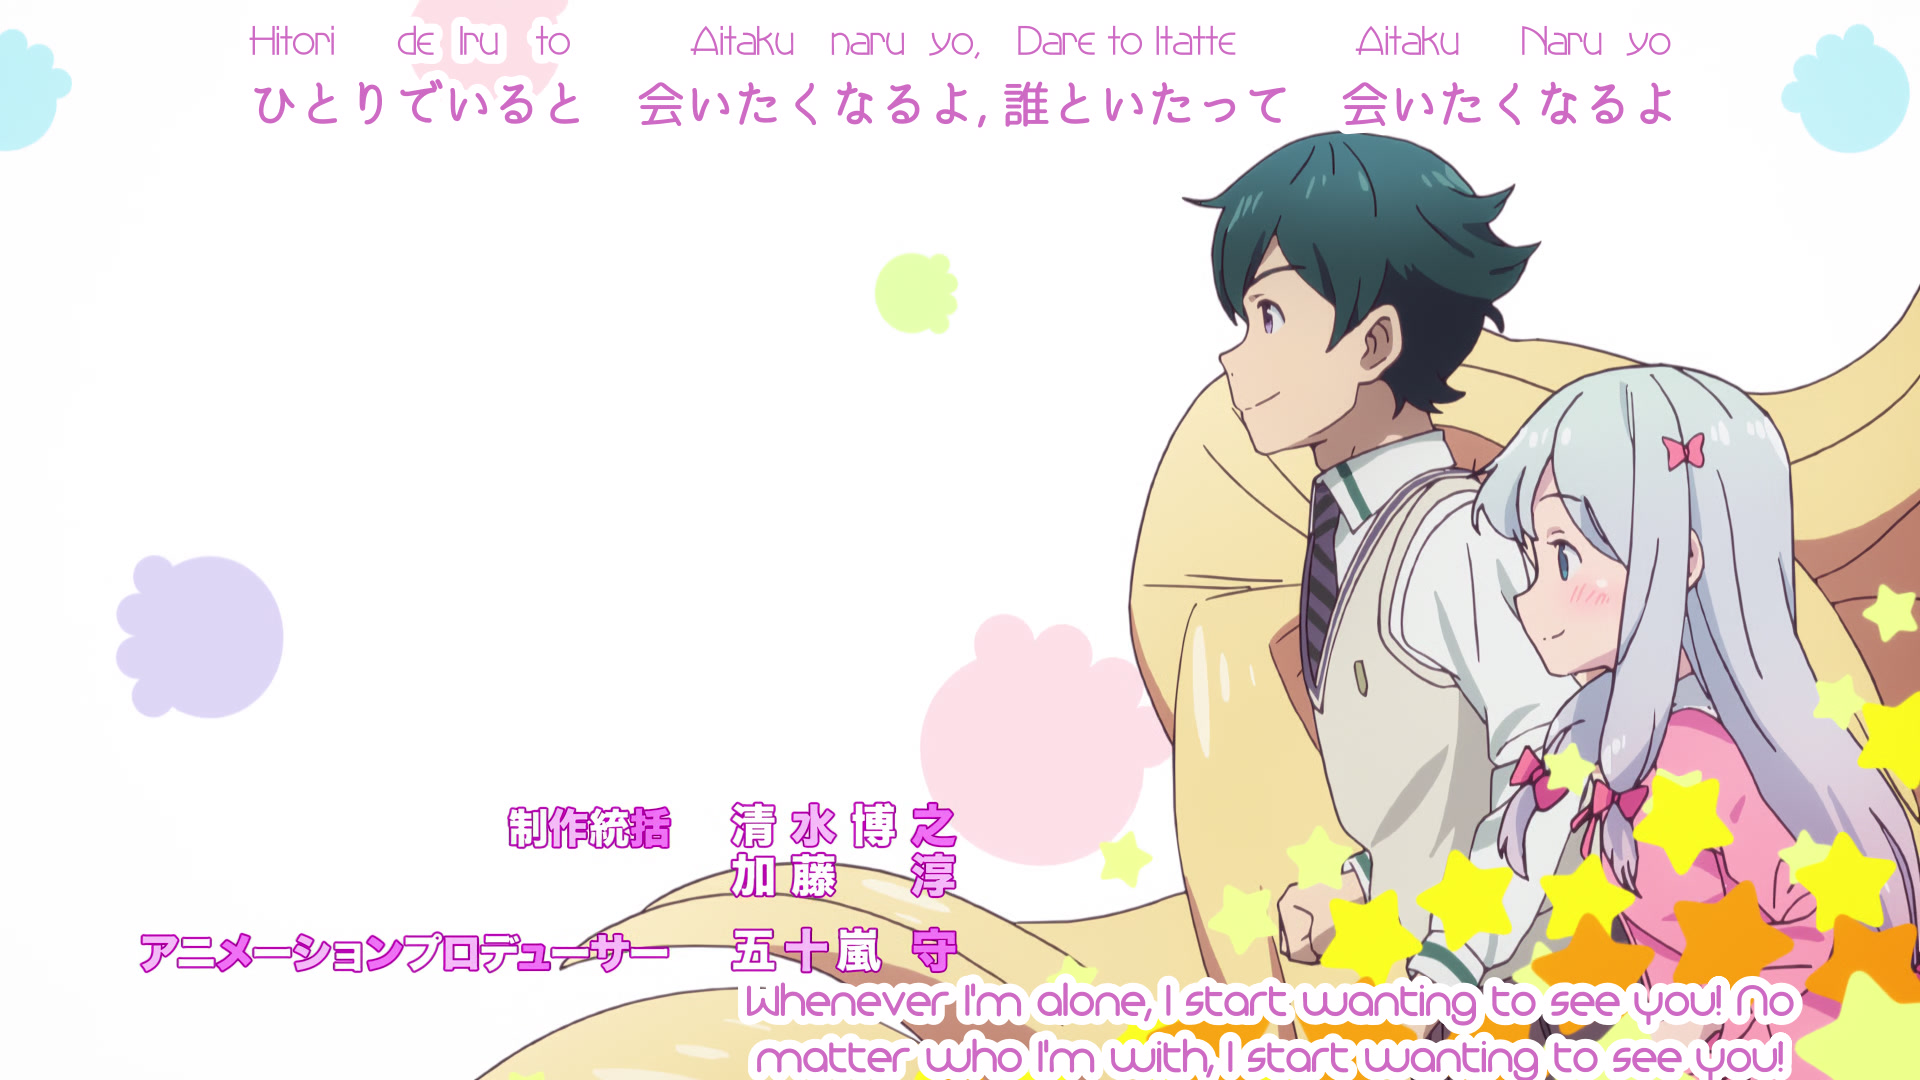 Hitori de Iru to Aitaku naru yo, Dare to Itatte Aitaku Naru yo
ひとりでいると 会いたくなるよ, 誰といたって 会いたくなるよ
制作統括 清水博之
加藤 淳
アニメーションプロデューサー 五十嵐 守
Whenever I'm alone, I start wanting to see you! No
matter who I'm with, I start wanting to see you!